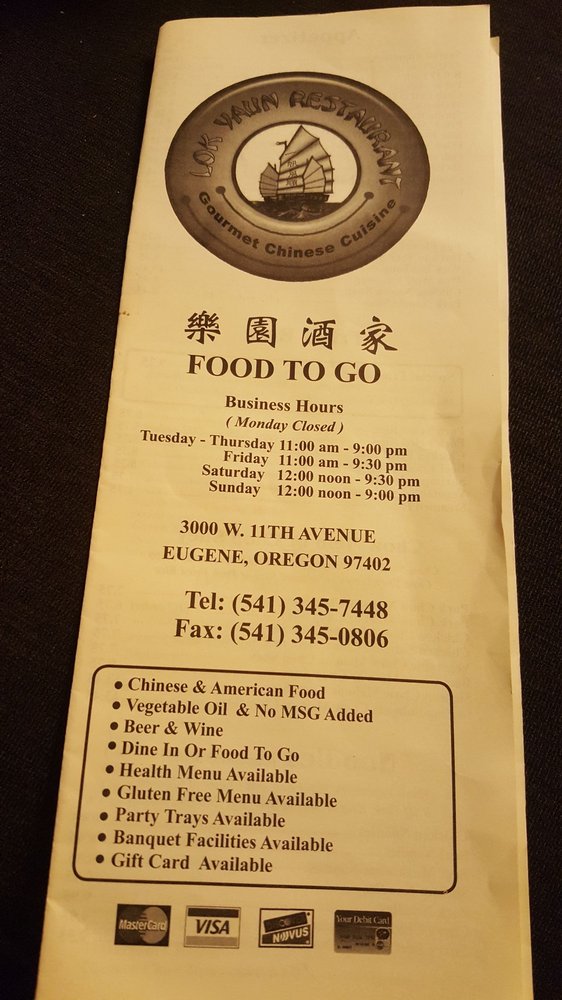 LOK YAUN RESTAURANT
Gourmet Chinese Cuisine
樂園酒家
FOOD TO GO
Business Hours
( Monday Closed )
Tuesday - Thursday 11:00 am - 9:00 pm
Friday 11:00 am - 9:30 pm
Saturday 12:00 noon - 9:30 pm
Sunday 12:00 noon - 9:00 pm
3000 W. 11TH AVENUE
EUGENE, OREGON 97402
Tel: (541) 345-7448
Fax: (541) 345-0806
• Chinese & American Food
• Vegetable Oil & No MSG Added
• Beer & Wine
• Dine In Or Food To Go
• Health Menu Available
• Gluten Free Menu Available
• Party Trays Available
• Banquet Facilities Available
• Gift Card Available
MasterCard
VISA
NOVUS
Your Debit Card